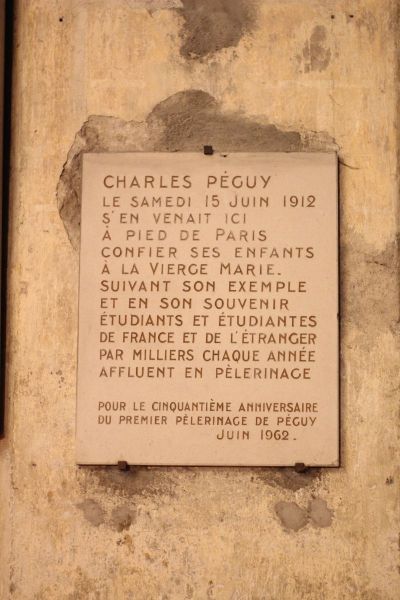 CHARLES PÉGUY
LE SAMEDI 15 JUIN 1912
S'EN VENAIT ICI
À PIED DE PARIS
CONFIER SES ENFANTS
À LA VIERGE MARIE.
SUIVANT SON EXEMPLE
ET EN SON SOUVENIR
ÉTUDIANTS ET ÉTUDIANTES
DE FRANCE ET DE L'ÉTRANGER
PAR MILLIERS CHAQUE ANNÉE
AFFLUENT EN PÈLERINAGE
POUR LE CINQUANTIÈME ANNIVERSAIRE
DU PREMIER PÈLERINAGE DE PÉGUY
JUIN 1962.